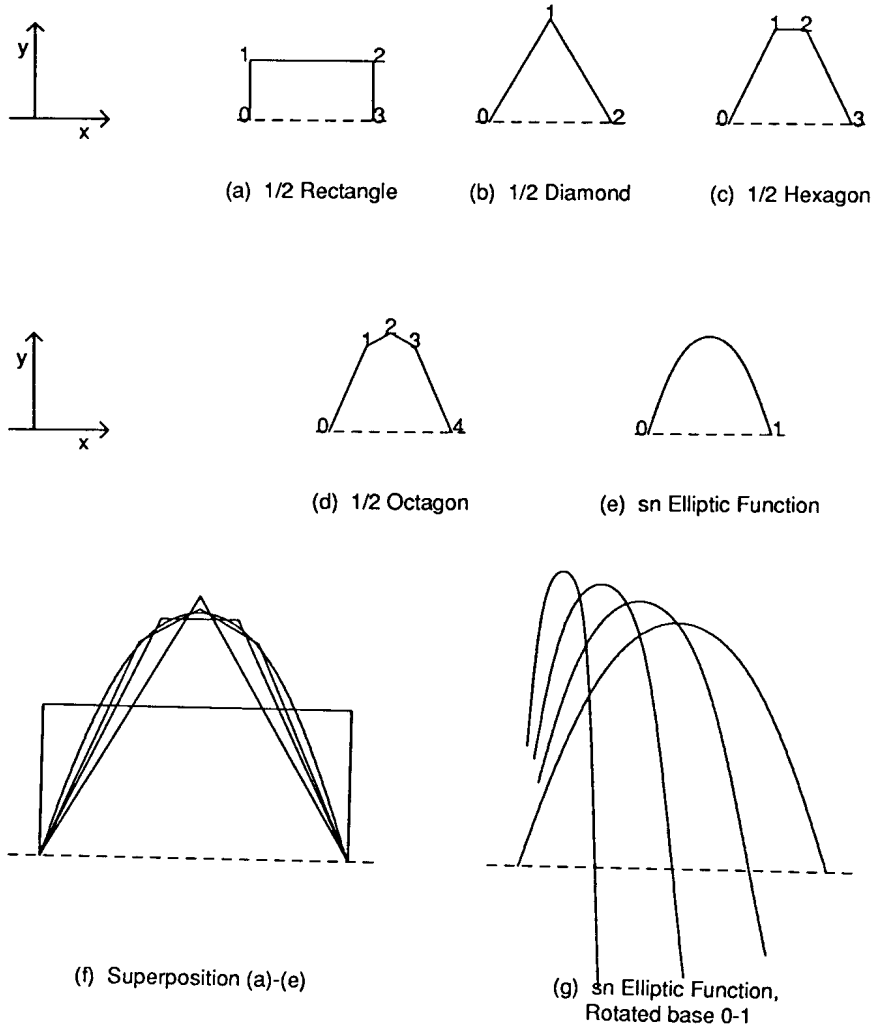 y
x
1
2
0
3
(a) 1/2 Rectangle
1
0
2
(b) 1/2 Diamond
1 2
0
3
(c) 1/2 Hexagon
y
x
1 2 3
0
4
(d) 1/2 Octagon
0
1
(e) sn Elliptic Function
(f) Superposition (a)-(e)
(g) sn Elliptic Function,
Rotated base 0-1